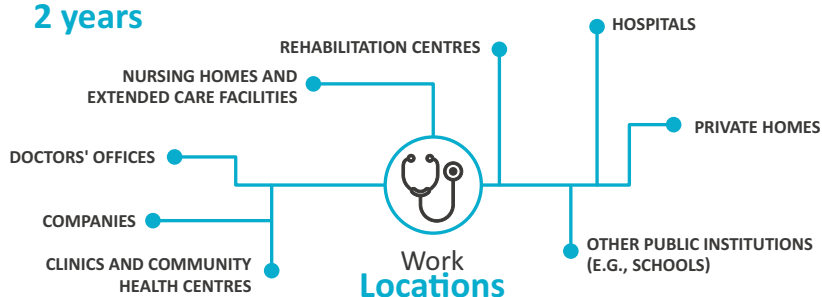 2 years
REHABILITATION CENTRES
HOSPITALS
NURSING HOMES AND
EXTENDED CARE FACILITIES
PRIVATE HOMES
DOCTORS' OFFICES
COMPANIES
CLINICS AND COMMUNITY
HEALTH CENTRES
Work
Locations
OTHER PUBLIC INSTITUTIONS
(E.G., SCHOOLS)